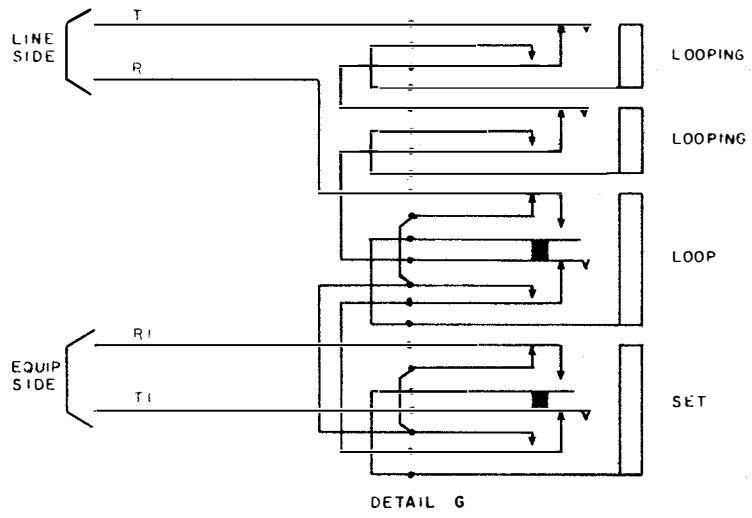 T
LINE
SIDE
R
LOOPING
LOOPING
LOOP
R1
EQUIP
SIDE
T1
SET
DETAIL G